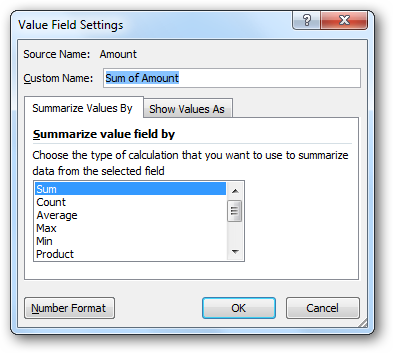 Value Field Settings
Source Name: Amount
Custom Name: Sum of Amount
Summarize Values By Show Values As
Summarize value field by
Choose the type of calculation that you want to use to summarize
data from the selected field
Sum
Count
Average
Max
Min
Product
Number Format OK Cancel